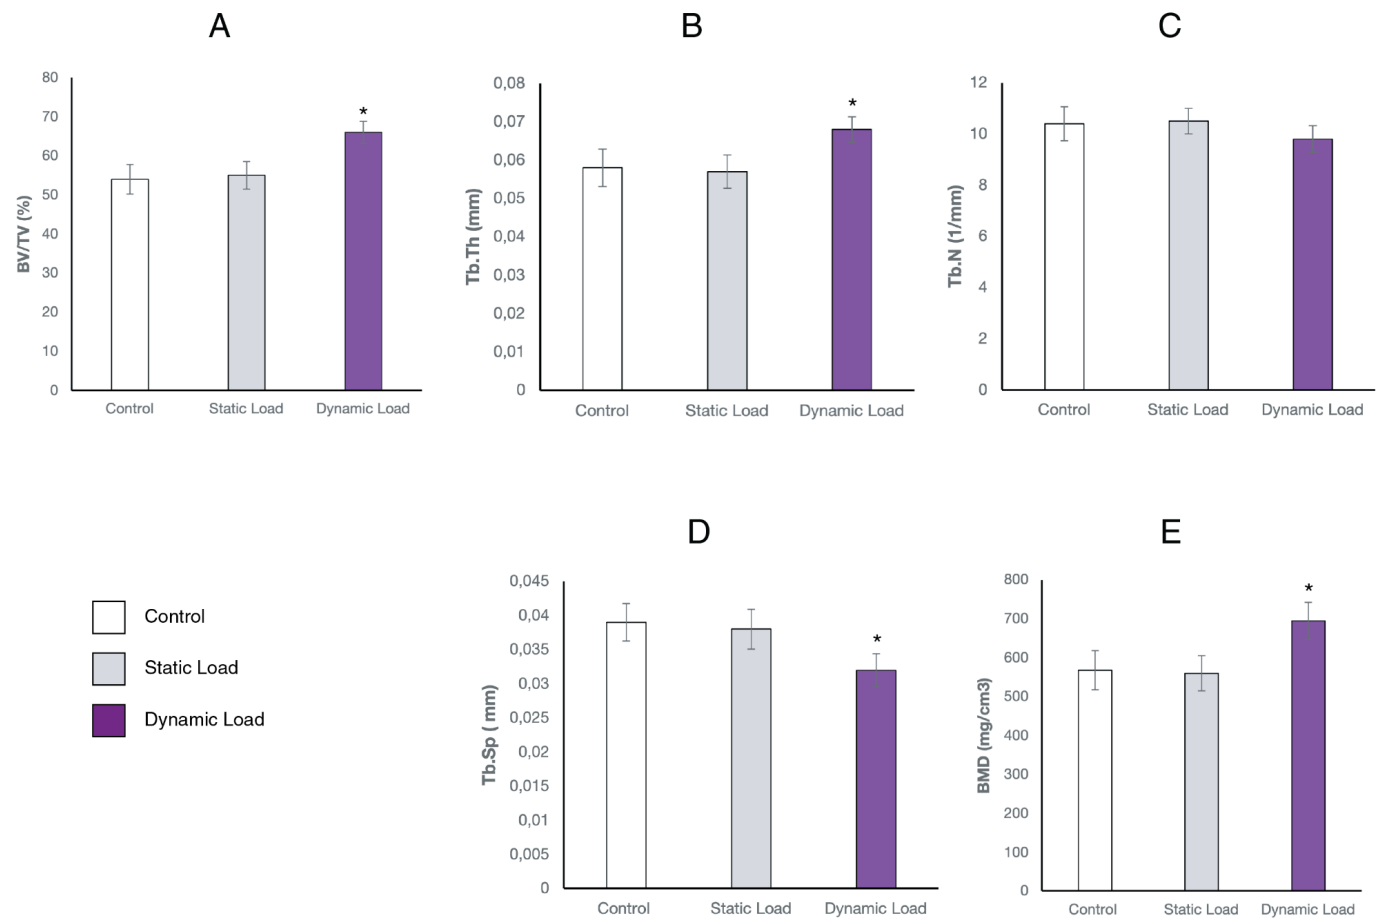 A
BV/TV (%)
80
70
60
50
40
30
20
10
0
*
Control Static Load Dynamic Load
B
Tb.Th (mm)
0,08
0,07
0,06
0,05
0,04
0,03
0,02
0,01
0
*
Control Static Load Dynamic Load
C
Tb.N (1/mm)
12
10
8
6
4
2
0
Control Static Load Dynamic Load
Control
Static Load
Dynamic Load
D
Tb.Sp ( mm)
0,045
0,04
0,035
0,03
0,025
0,02
0,015
0,01
0,005
0
*
Control Static Load Dynamic Load
E
BMD (mg/cm3)
800
700
600
500
400
300
200
100
0
*
Control Static Load Dynamic Load